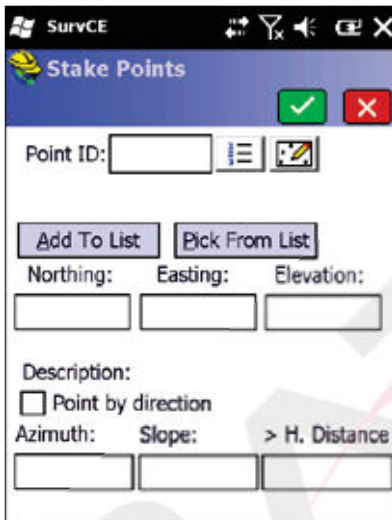 SurvCE
Stake Points
Point ID:
Add To List Pick From List
Northing: Easting: Elevation:
Description:
Point by direction
Azimuth: Slope: > H. Distance